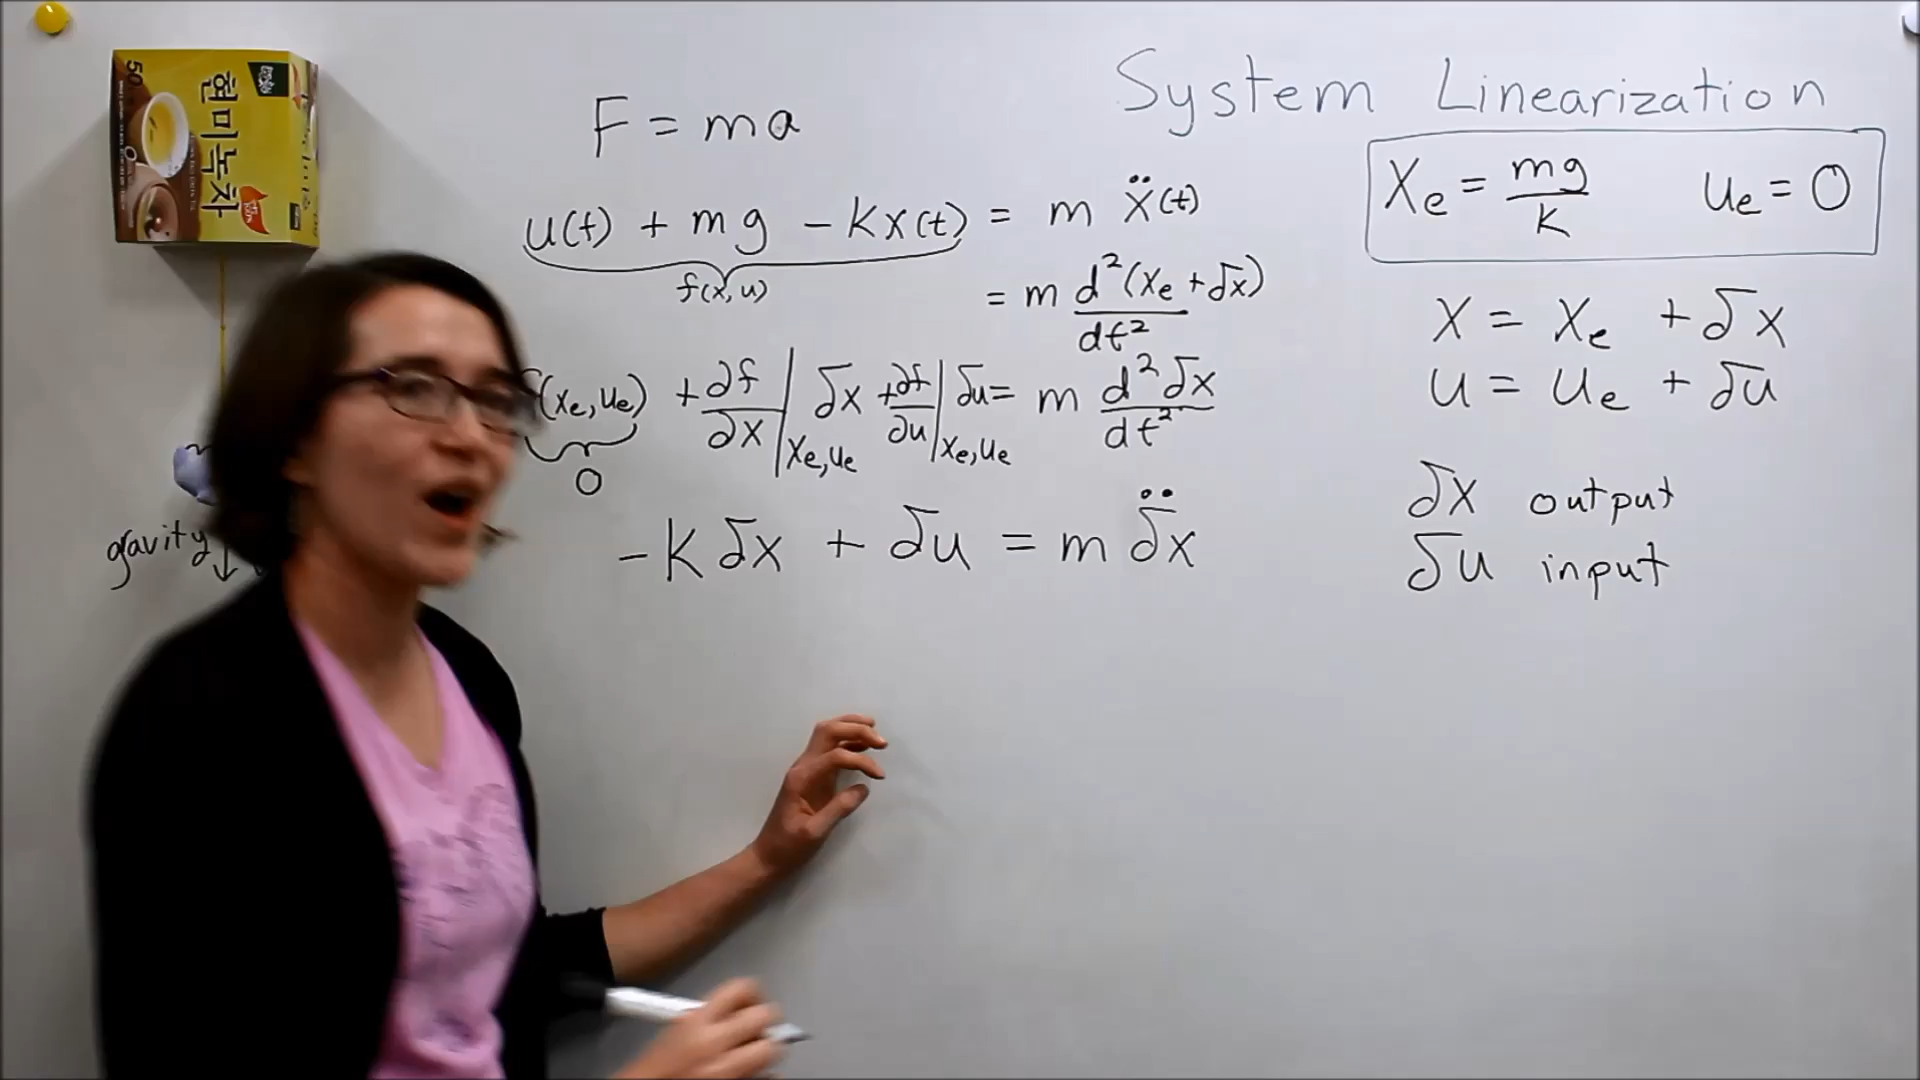 System Linearization
50
현미녹차
F = ma
u(t) + mg - kx(t) = m ẍ(t)
f(x, u)
= m d²(xₑ + δx)/dt²
(xₑ, uₑ) + ∂f/∂x|xₑ,uₑ δx + ∂f/∂u|xₑ,uₑ δu = m d²δx/dt²
0
-kδx + δu = m δẍ
gravity
xₑ = mg/k uₑ = 0
x = xₑ + δx
u = uₑ + δu
δx output
δu input